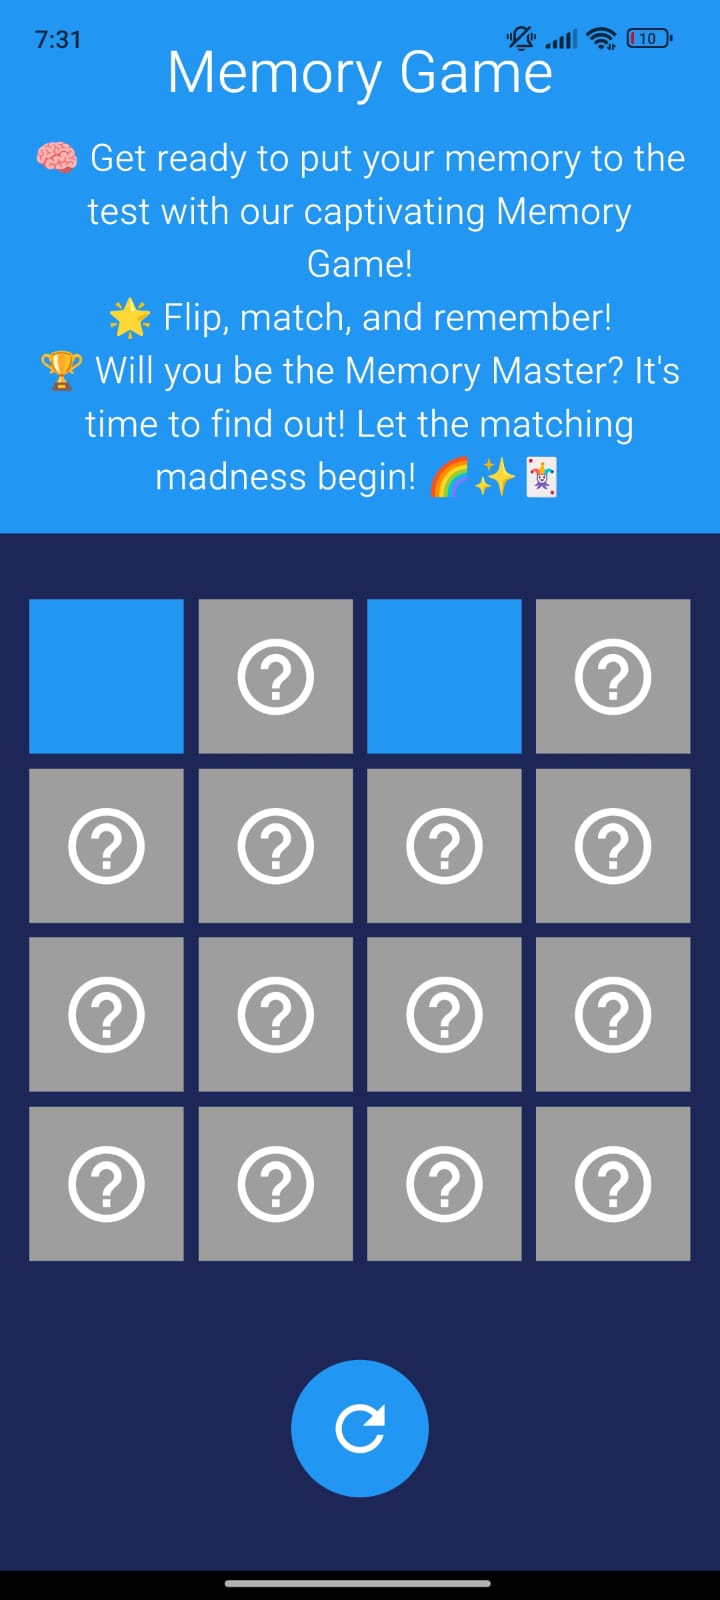 7:31
10
Memory Game
🧠 Get ready to put your memory to the
test with our captivating Memory
Game!
🌟 Flip, match, and remember!
🏆 Will you be the Memory Master? It's
time to find out! Let the matching
madness begin! 🌈✨🃏
? ?
? ? ? ?
? ? ? ?
? ? ? ?